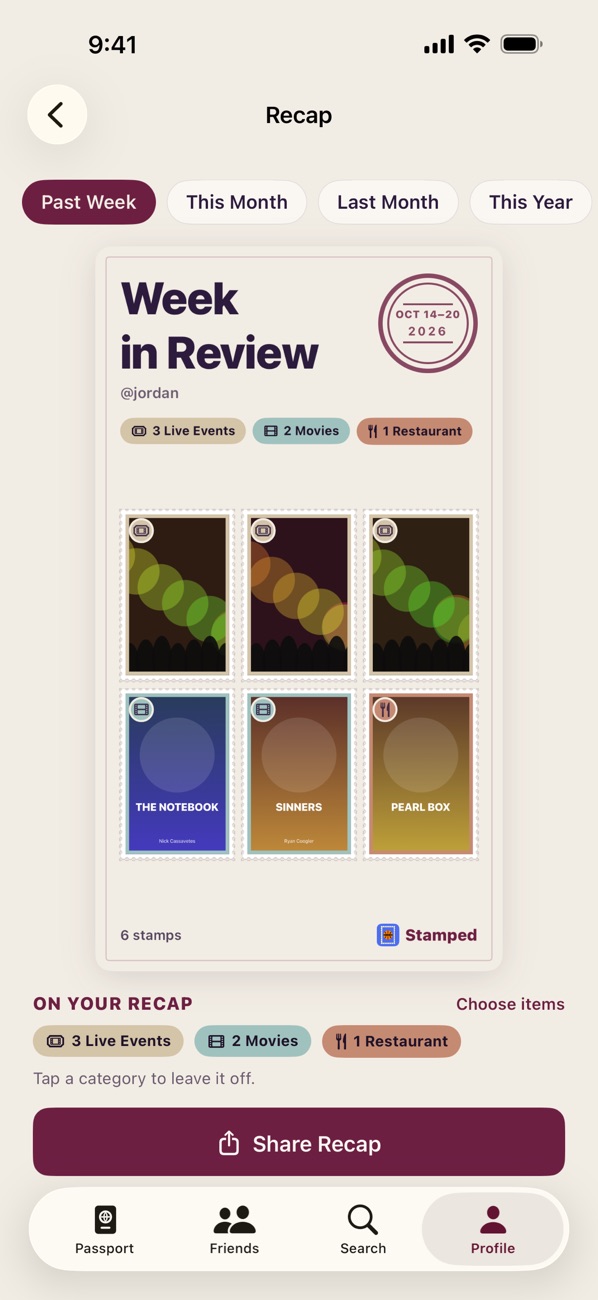 9:41
Recap
Past Week
This Month
Last Month
This Year
Week
in Review
OCT 14–20
2026
@jordan
3 Live Events
2 Movies
1 Restaurant
THE NOTEBOOK
Nick Cassavetes
SINNERS
Ryan Coogler
PEARL BOX
6 stamps
Stamped
ON YOUR RECAP
Choose items
3 Live Events
2 Movies
1 Restaurant
Tap a category to leave it off.
Share Recap
Passport
Friends
Search
Profile